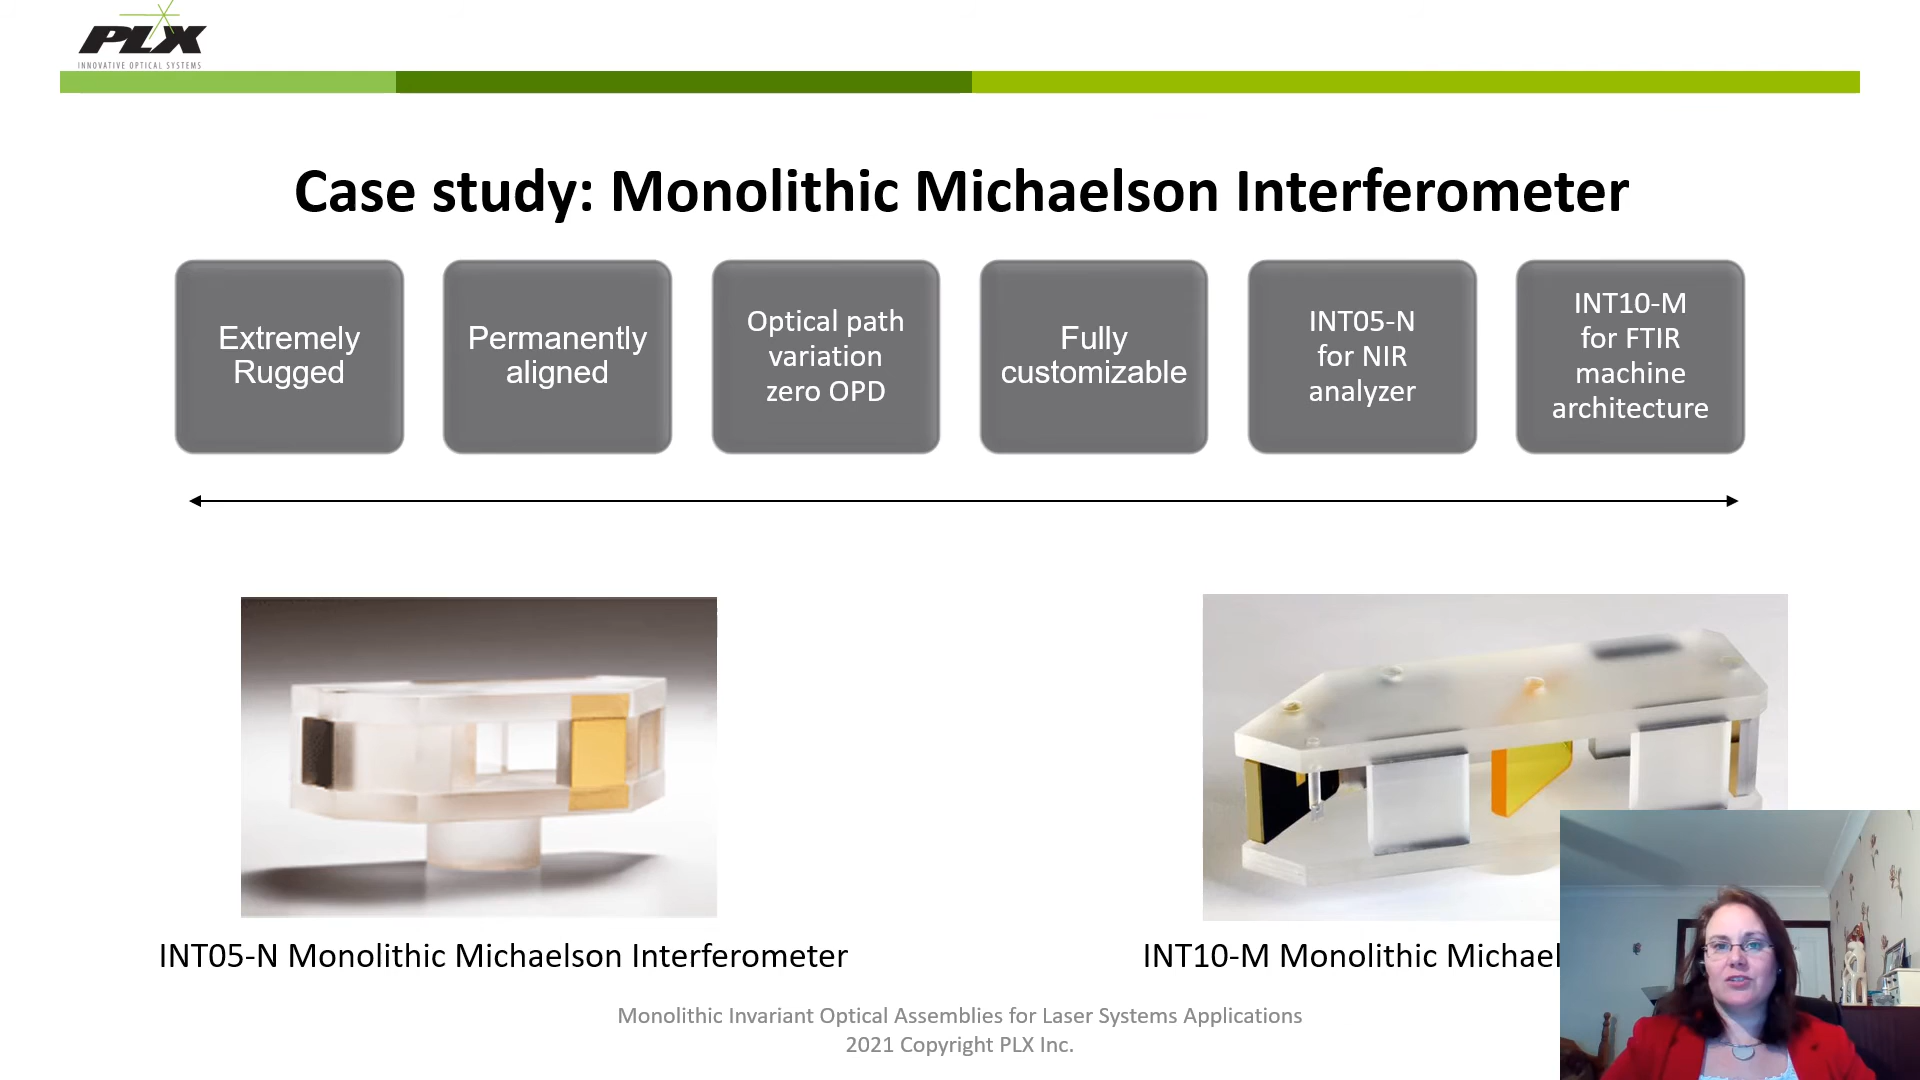 PLX
INNOVATIVE OPTICAL SYSTEMS
Case study: Monolithic Michaelson Interferometer
Extremely
Rugged
Permanently
aligned
Optical path
variation
zero OPD
Fully
customizable
INT05-N
for NIR
analyzer
INT10-M
for FTIR
machine
architecture
INT05-N Monolithic Michaelson Interferometer
INT10-M Monolithic Michael
Monolithic Invariant Optical Assemblies for Laser Systems Applications
2021 Copyright PLX Inc.